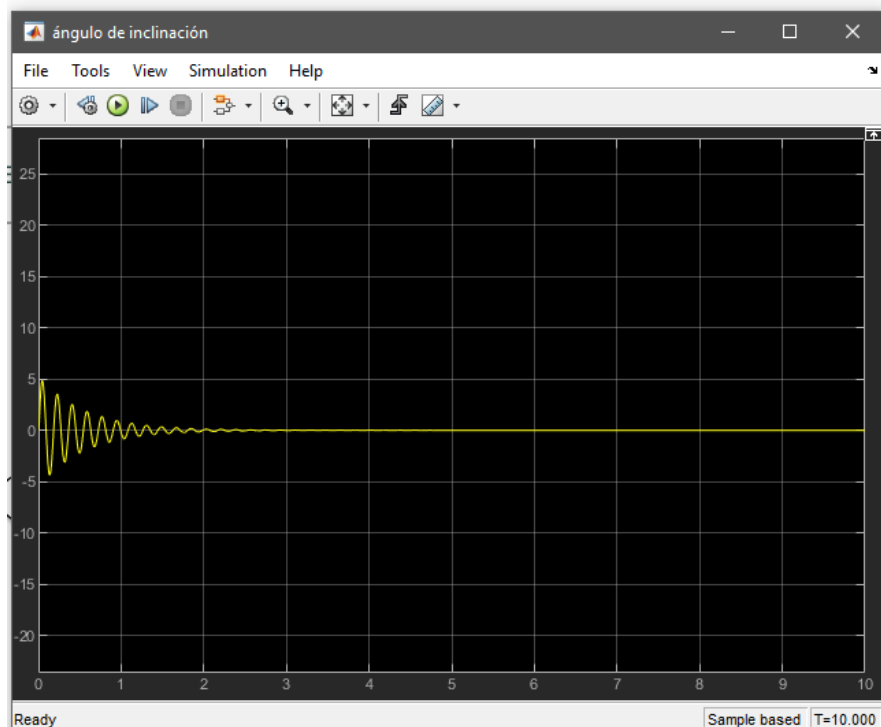 ángulo de inclinación
File Tools View Simulation Help
25
20
15
10
5
0
-5
-10
-15
-20
0 1 2 3 4 5 6 7 8 9 10
Ready Sample based T=10.000